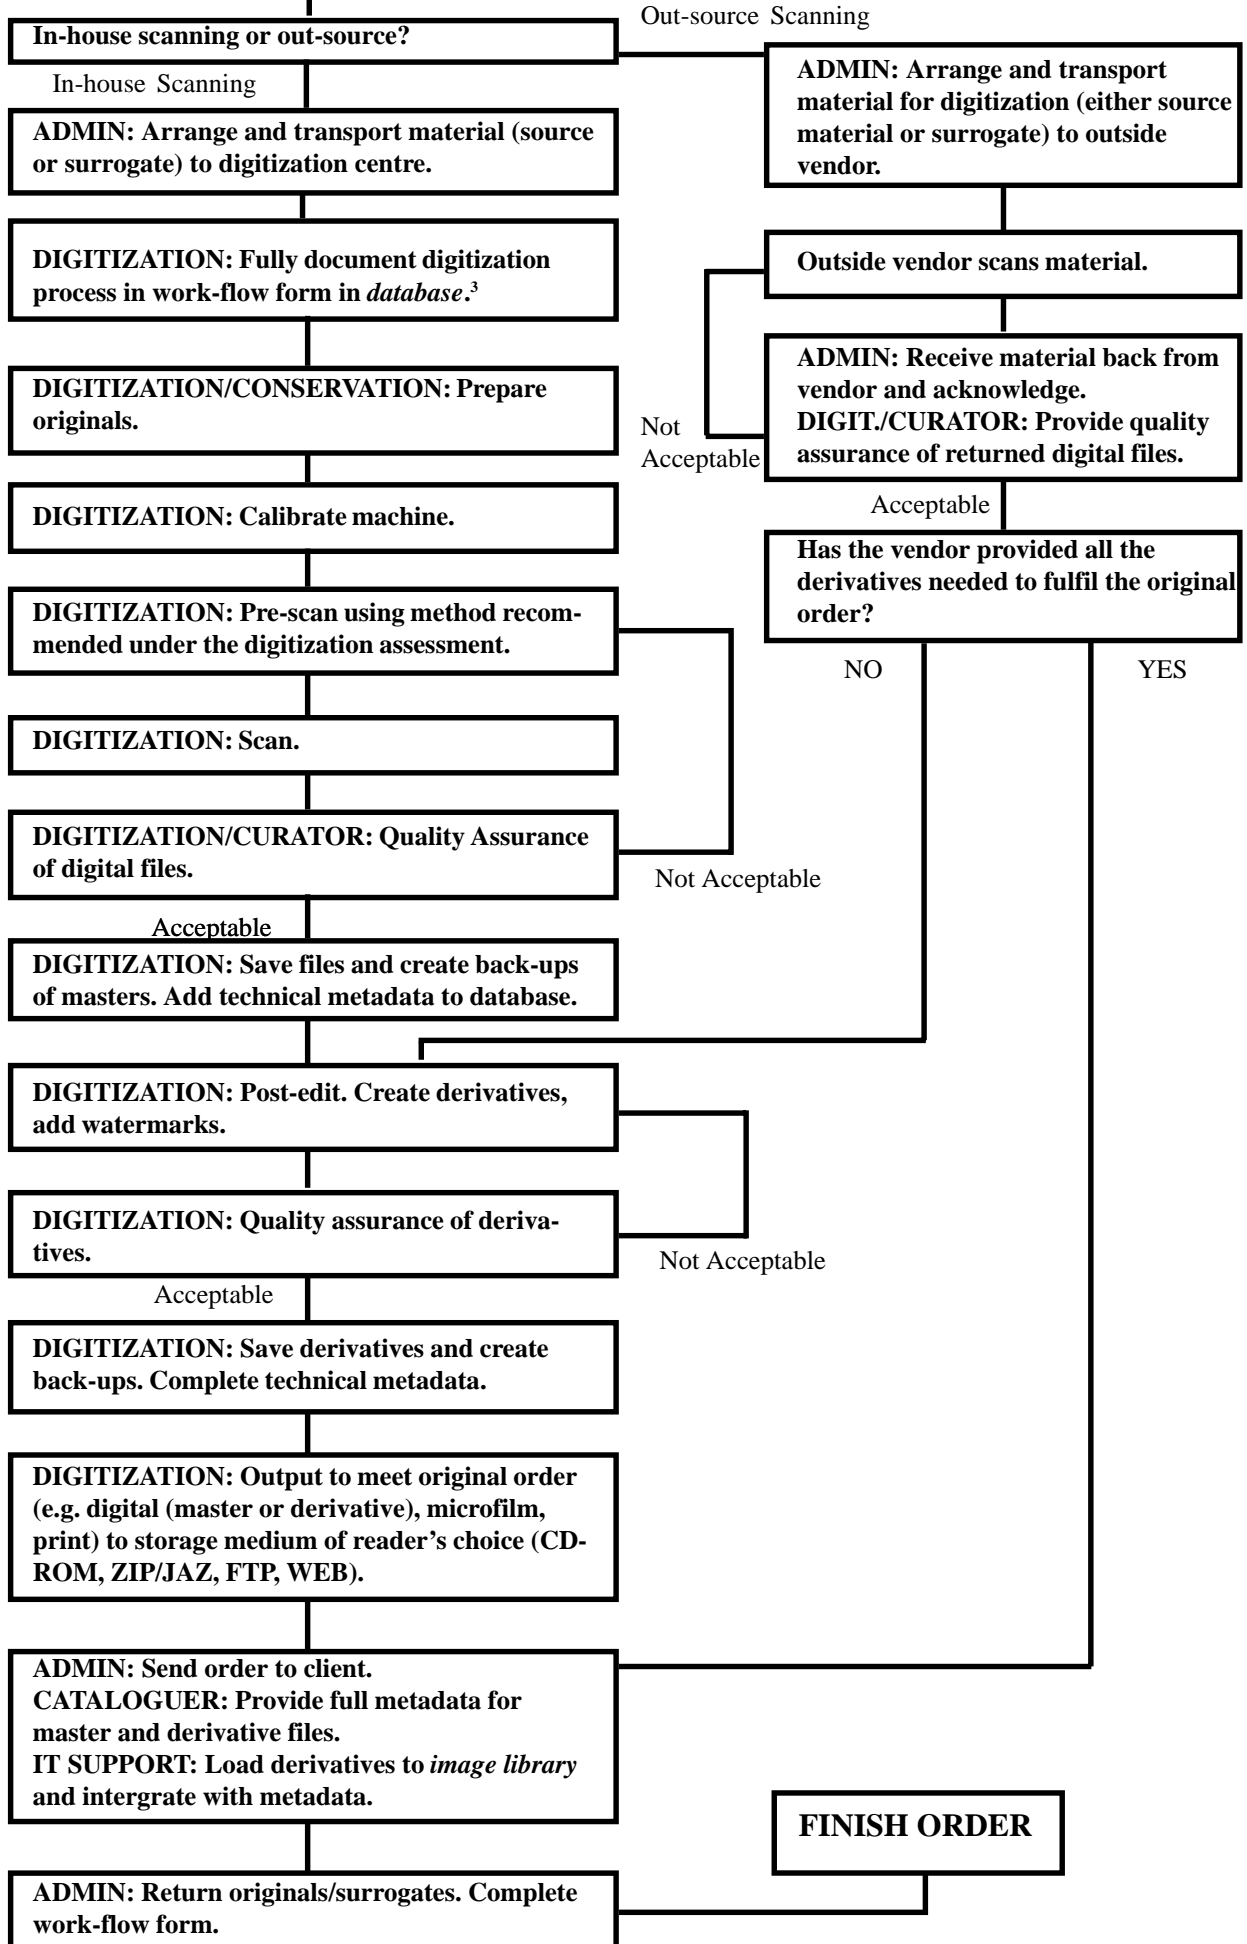 Out-source Scanning
In-house scanning or out-source?
In-house Scanning
ADMIN: Arrange and transport material (source
or surrogate) to digitization centre.
DIGITIZATION: Fully document digitization
process in work-flow form in database.³
DIGITIZATION/CONSERVATION: Prepare
originals.
DIGITIZATION: Calibrate machine.
DIGITIZATION: Pre-scan using method recom-
mended under the digitization assessment.
DIGITIZATION: Scan.
DIGITIZATION/CURATOR: Quality Assurance
of digital files.
Not Acceptable
Acceptable
DIGITIZATION: Save files and create back-ups
of masters. Add technical metadata to database.
ADMIN: Arrange and transport
material for digitization (either source
material or surrogate) to outside
vendor.
Outside vendor scans material.
ADMIN: Receive material back from
vendor and acknowledge.
DIGIT./CURATOR: Provide quality
assurance of returned digital files.
Not
Acceptable
Acceptable
Has the vendor provided all the
derivatives needed to fulfil the original
order?
NO
YES
DIGITIZATION: Post-edit. Create derivatives,
add watermarks.
DIGITIZATION: Quality assurance of deriva-
tives.
Not Acceptable
Acceptable
DIGITIZATION: Save derivatives and create
back-ups. Complete technical metadata.
DIGITIZATION: Output to meet original order
(e.g. digital (master or derivative), microfilm,
print) to storage medium of reader’s choice (CD-
ROM, ZIP/JAZ, FTP, WEB).
ADMIN: Send order to client.
CATALOGUER: Provide full metadata for
master and derivative files.
IT SUPPORT: Load derivatives to image library
and intergrate with metadata.
ADMIN: Return originals/surrogates. Complete
work-flow form.
FINISH ORDER